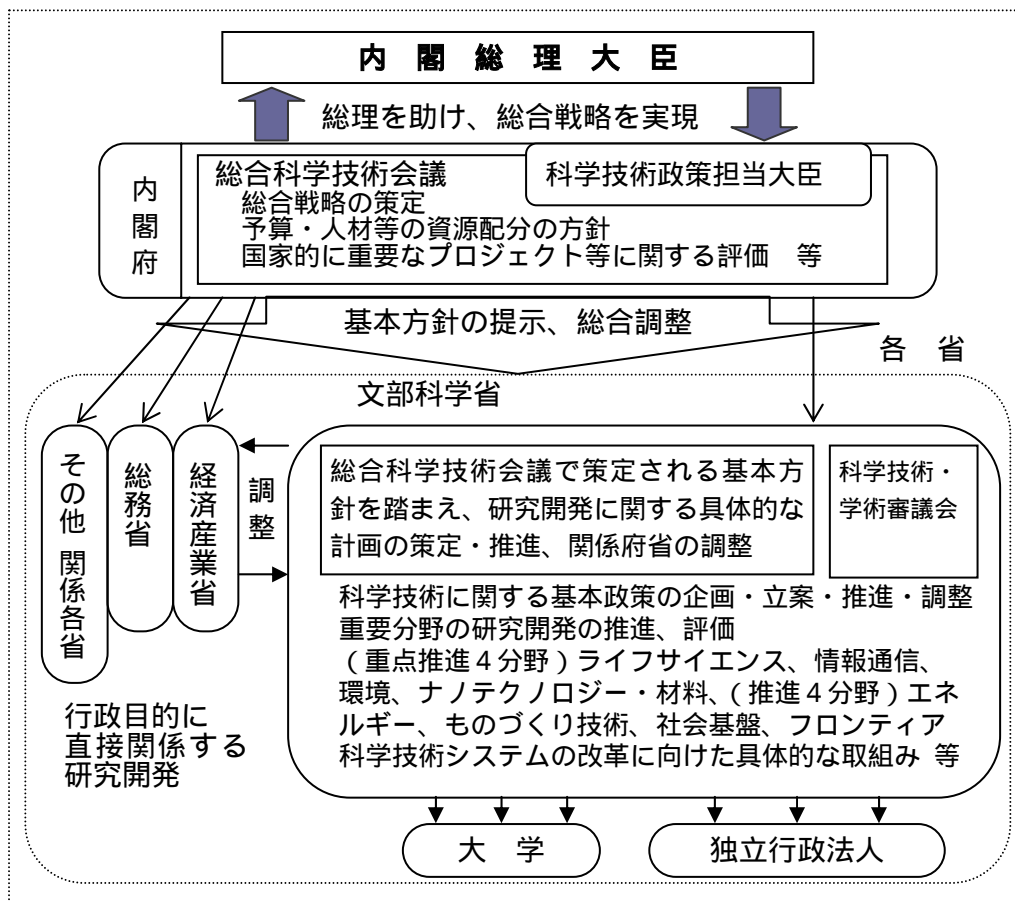 内 閣 総 理 大 臣
総理を助け、総合戦略を実現
内閣府
総合科学技術会議
科学技術政策担当大臣
総合戦略の策定
予算・人材等の資源配分の方針
国家的に重要なプロジェクト等に関する評価 等
基本方針の提示、総合調整
各 省
文部科学省
その他 関係各省
総務省
経済産業省
調整
総合科学技術会議で策定される基本方
針を踏まえ、研究開発に関する具体的な
計画の策定・推進、関係府省の調整
科学技術・
学術審議会
科学技術に関する基本政策の企画・立案・推進・調整
重要分野の研究開発の推進、評価
（重点推進４分野）ライフサイエンス、情報通信、
環境、ナノテクノロジー・材料、（推進４分野）エネ
ルギー、ものづくり技術、社会基盤、フロンティア
科学技術システムの改革に向けた具体的な取組み 等
行政目的に
直接関係する
研究開発
大 学
独立行政法人